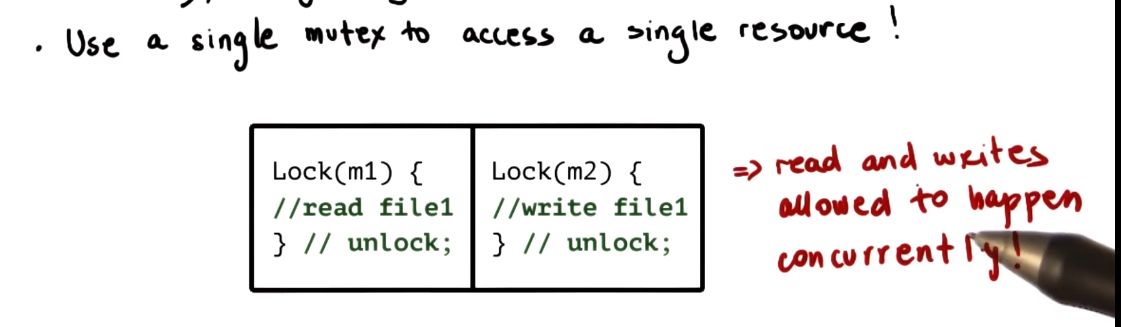 • Use a single mutex to access a single resource!
Lock(m1) {
//read file1
} // unlock;
Lock(m2) {
//write file1
} // unlock;
=> read and writes
allowed to happen
concurrently!